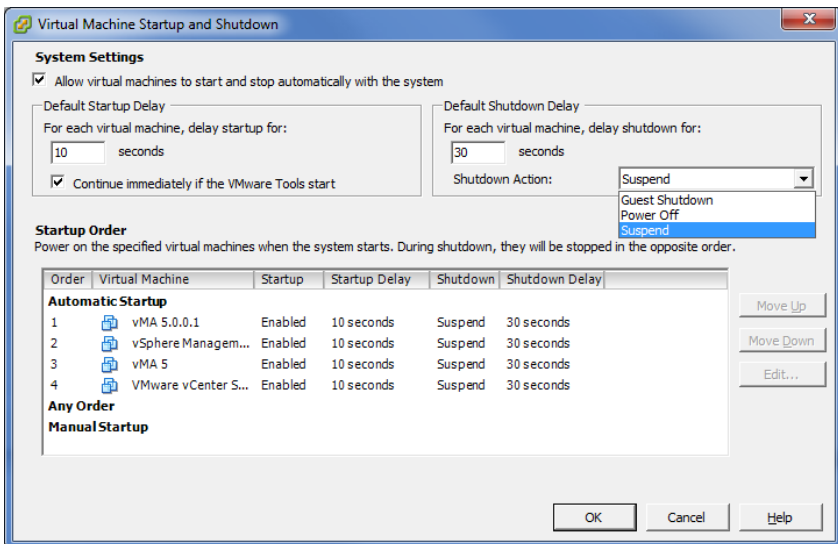 Virtual Machine Startup and Shutdown
System Settings
Allow virtual machines to start and stop automatically with the system
Default Startup Delay
For each virtual machine, delay startup for:
10 seconds
Continue immediately if the VMware Tools start
Default Shutdown Delay
For each virtual machine, delay shutdown for:
30 seconds
Shutdown Action: Suspend
Guest Shutdown
Power Off
Suspend
Startup Order
Power on the specified virtual machines when the system starts. During shutdown, they will be stopped in the opposite order.
Order Virtual Machine Startup Startup Delay Shutdown Shutdown Delay
Automatic Startup
1 vMA 5.0.0.1 Enabled 10 seconds Suspend 30 seconds
2 vSphere Managem... Enabled 10 seconds Suspend 30 seconds
3 vMA 5 Enabled 10 seconds Suspend 30 seconds
4 VMware vCenter S... Enabled 10 seconds Suspend 30 seconds
Any Order
Manual Startup
Move Up
Move Down
Edit...
OK Cancel Help